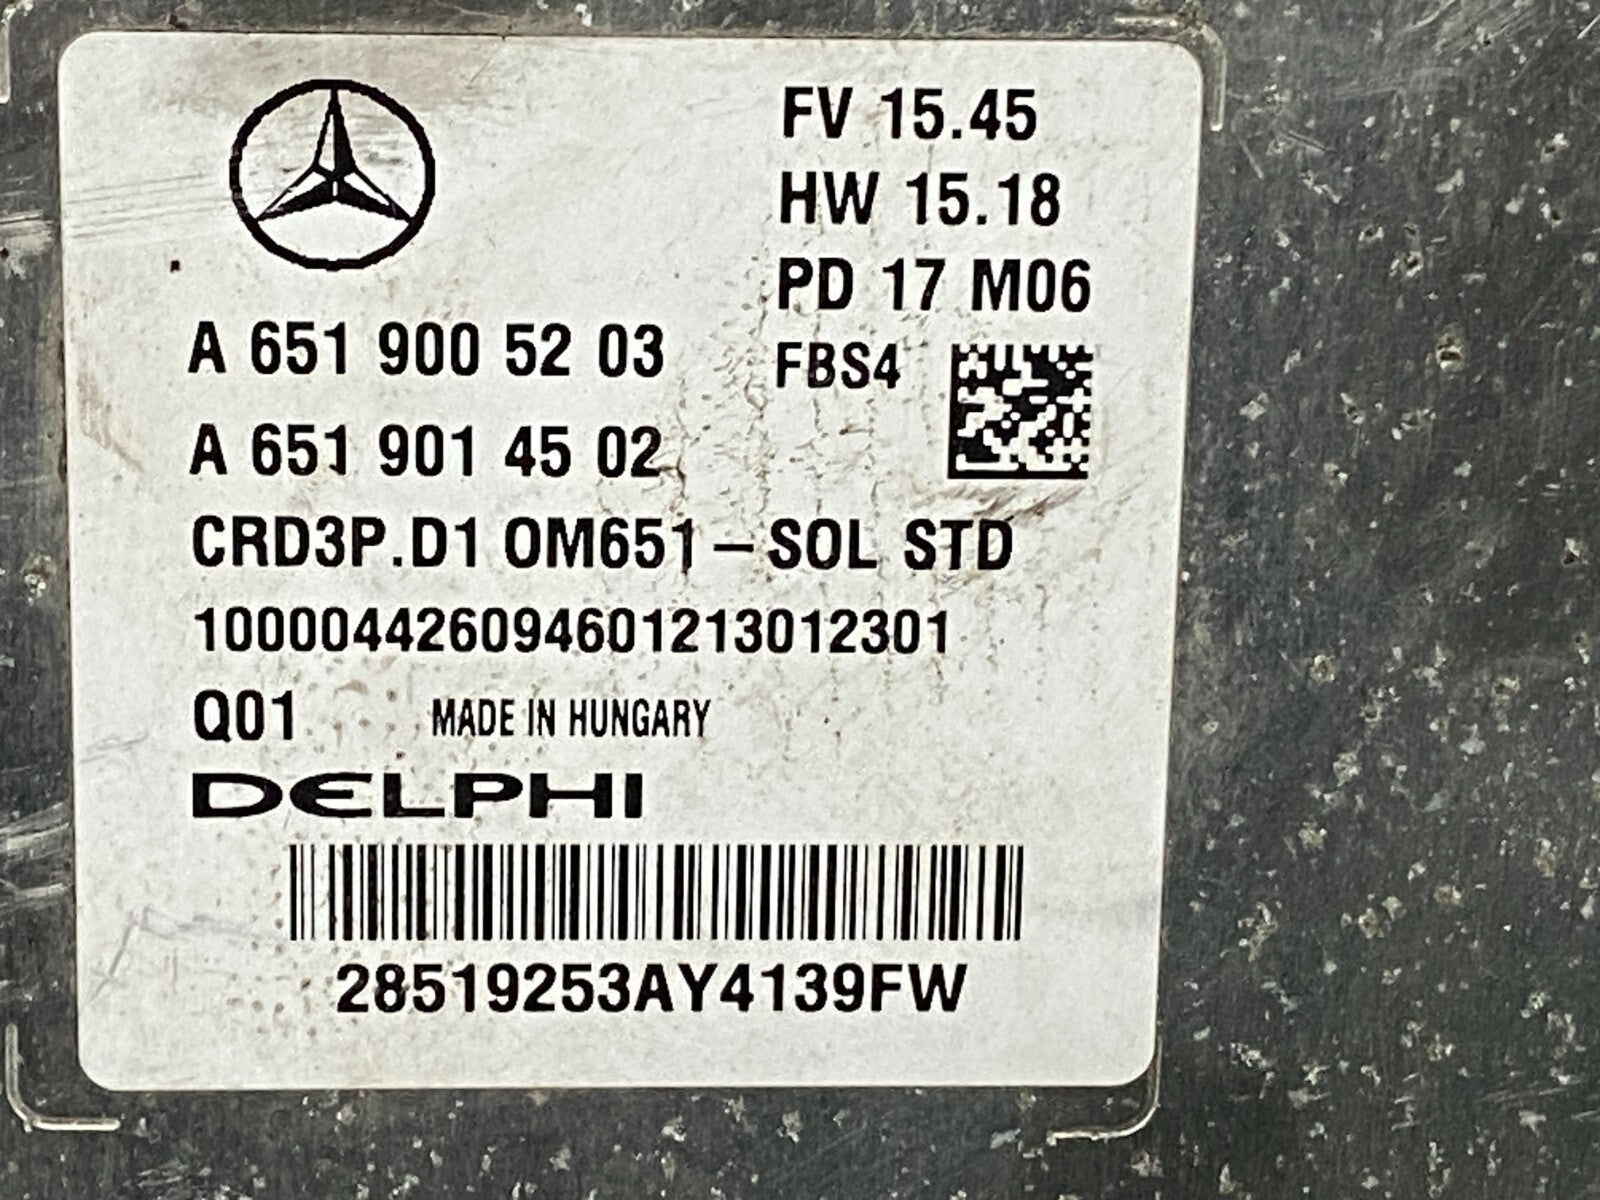 FV 15.45
HW 15.18
PD 17 M06
FBS4
A 651 900 52 03
A 651 901 45 02
CRD3P.D1 OM651 – SOL STD
100004426094601213012301
Q01 MADE IN HUNGARY
DELPHI
28519253AY4139FW